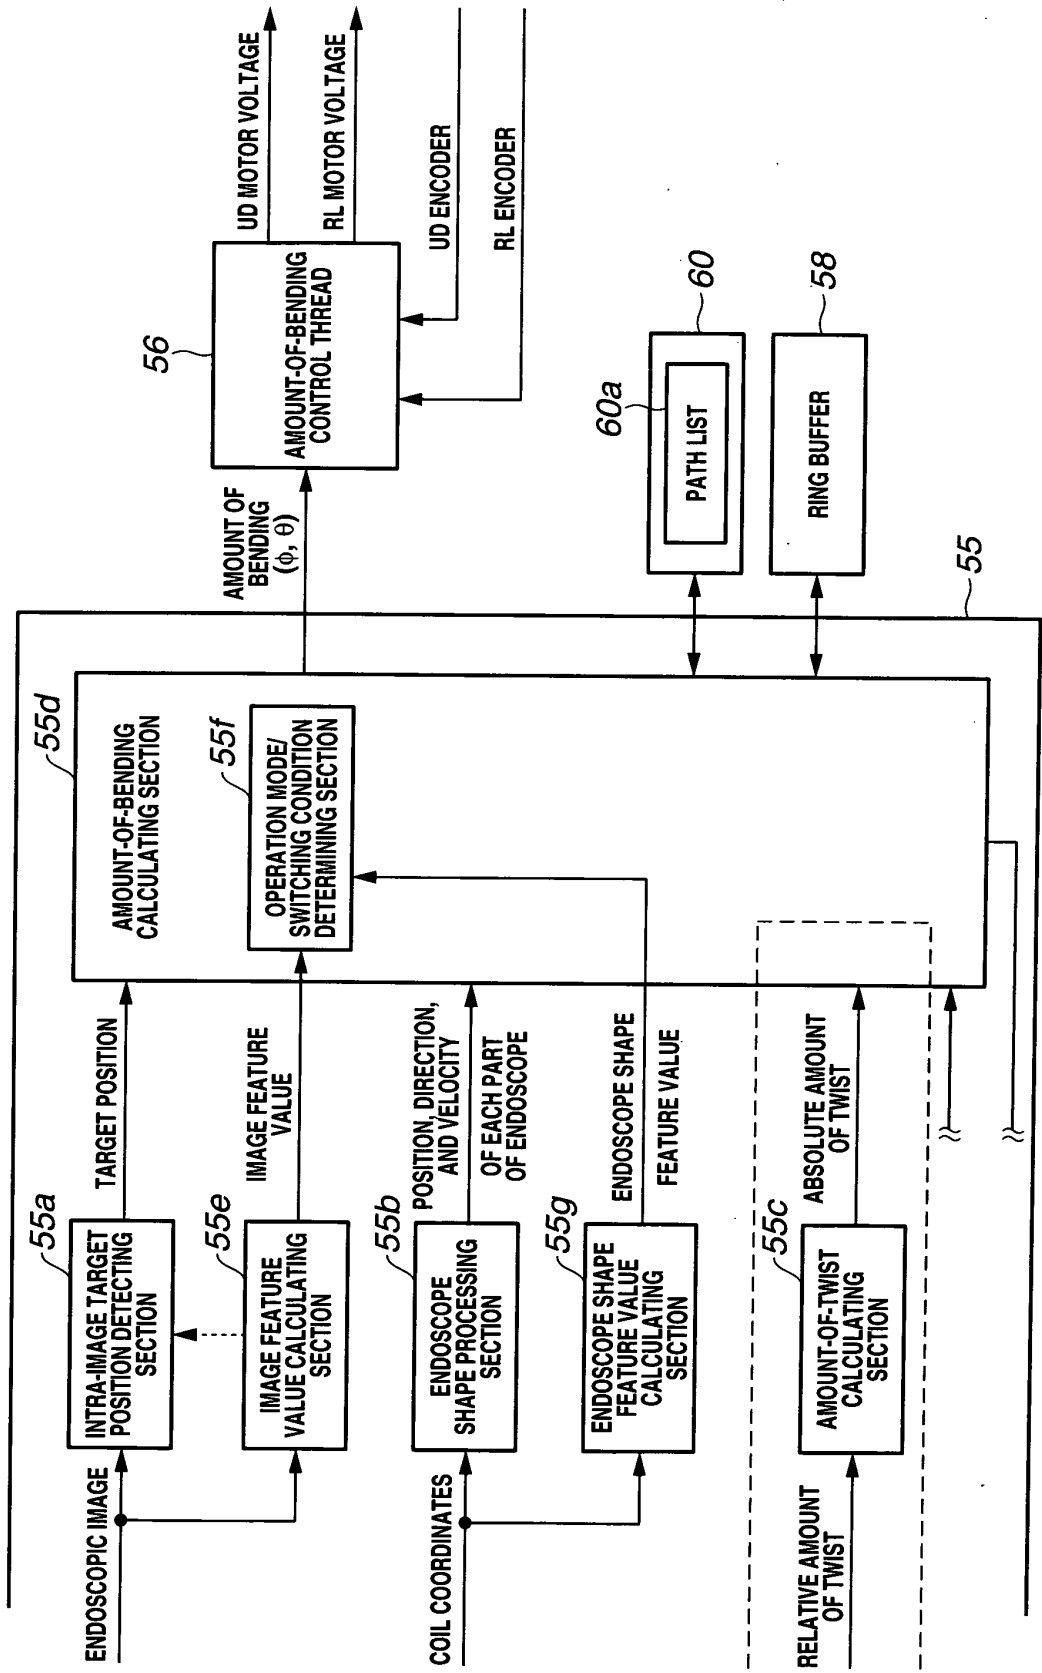 ENDOSCOPIC IMAGE
55a
INTRA-IMAGE TARGET
POSITION DETECTING
SECTION
TARGET POSITION
55e
IMAGE FEATURE
VALUE CALCULATING
SECTION
IMAGE FEATURE
VALUE
COIL COORDINATES
55b
ENDOSCOPE
SHAPE PROCESSING
SECTION
POSITION, DIRECTION,
AND VELOCITY
OF EACH PART
OF ENDOSCOPE
55g
ENDOSCOPE SHAPE
FEATURE VALUE
CALCULATING
SECTION
ENDOSCOPE SHAPE
FEATURE VALUE
RELATIVE AMOUNT
OF TWIST
55c
AMOUNT-OF-TWIST
CALCULATING
SECTION
ABSOLUTE AMOUNT
OF TWIST
55d
AMOUNT-OF-BENDING
CALCULATING SECTION
55f
OPERATION MODE/
SWITCHING CONDITION
DETERMINING SECTION
55
AMOUNT OF
BENDING
(ϕ, θ)
56
AMOUNT-OF-BENDING
CONTROL THREAD
UD MOTOR VOLTAGE
RL MOTOR VOLTAGE
UD ENCODER
RL ENCODER
60
60a
PATH LIST
58
RING BUFFER